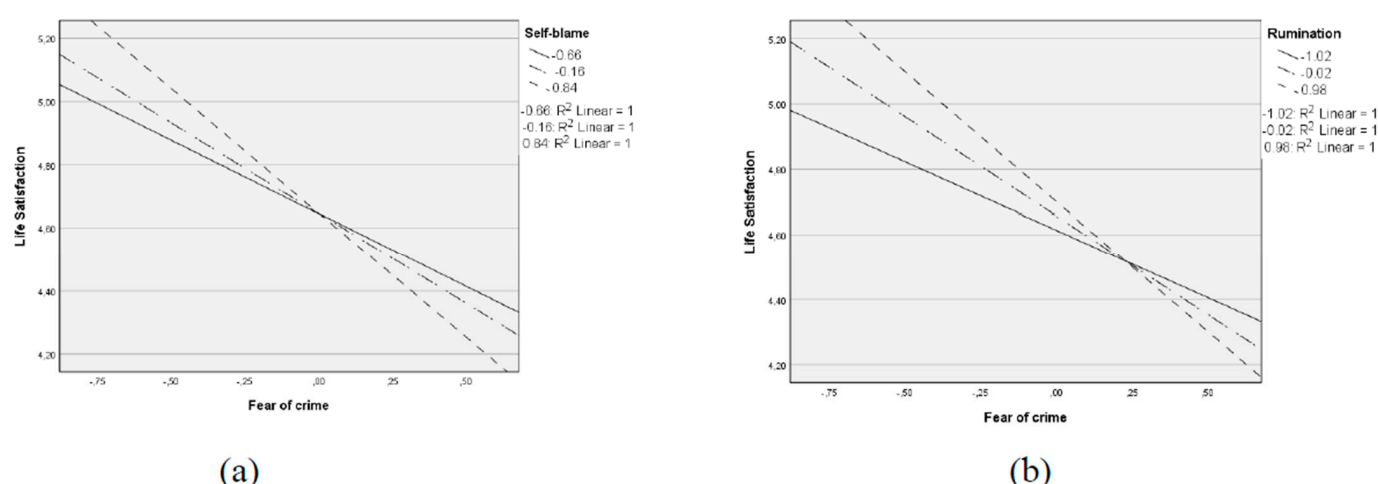 Self-blame
-0.66
-0.16
0.84
-0.66: R2 Linear = 1
-0.16: R2 Linear = 1
0.84: R2 Linear = 1
5,20
5,00
4,80
4,60
4,40
4,20
Life Satisfaction
-,75 -,50 -,25 ,00 ,25 ,50
Fear of crime
(a)
Rumination
-1.02
-0.02
0.98
-1.02: R2 Linear = 1
-0.02: R2 Linear = 1
0.98: R2 Linear = 1
5,20
5,00
4,80
4,60
4,40
4,20
Life Satisfaction
-,75 -,50 -,25 ,00 ,25 ,50
Fear of crime
(b)